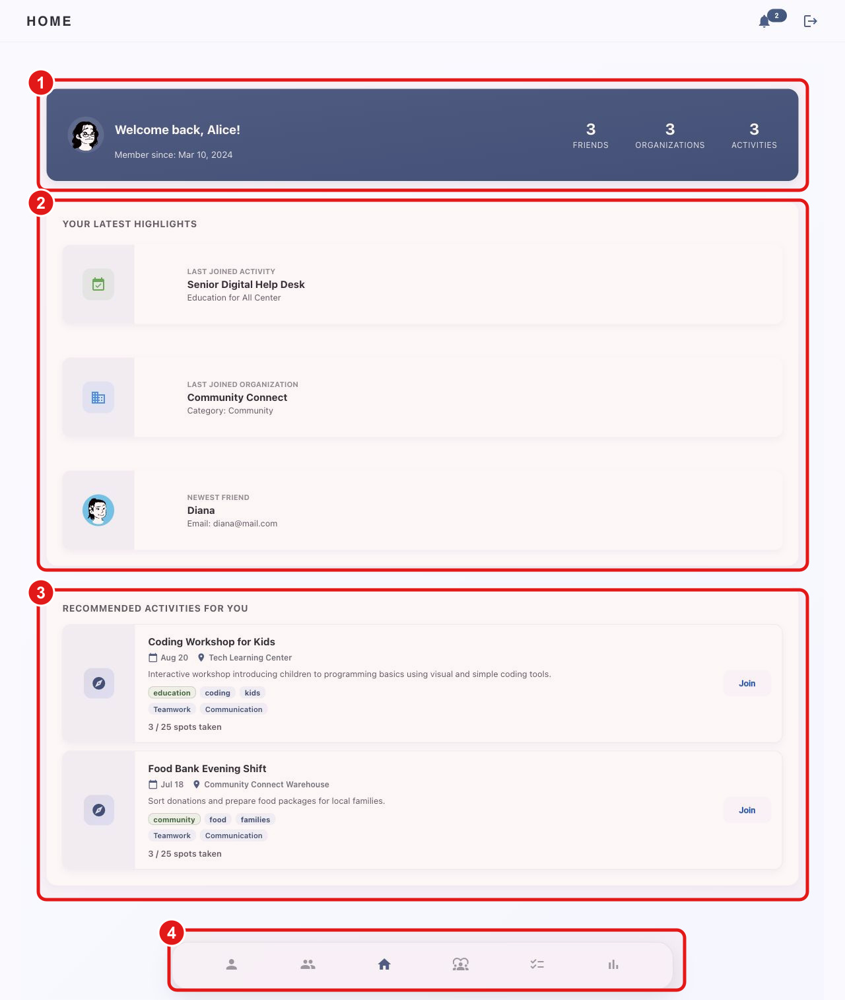 HOME
2
1
Welcome back, Alice!
Member since: Mar 10, 2024
3
FRIENDS
3
ORGANIZATIONS
3
ACTIVITIES
2
YOUR LATEST HIGHLIGHTS
LAST JOINED ACTIVITY
Senior Digital Help Desk
Education for All Center
LAST JOINED ORGANIZATION
Community Connect
Category: Community
NEWEST FRIEND
Diana
Email: diana@mail.com
3
RECOMMENDED ACTIVITIES FOR YOU
Coding Workshop for Kids
Aug 20 Tech Learning Center
Interactive workshop introducing children to programming basics using visual and simple coding tools.
education coding kids
Teamwork Communication
3 / 25 spots taken
Join
Food Bank Evening Shift
Jul 18 Community Connect Warehouse
Sort donations and prepare food packages for local families.
community food families
Teamwork Communication
3 / 25 spots taken
Join
4